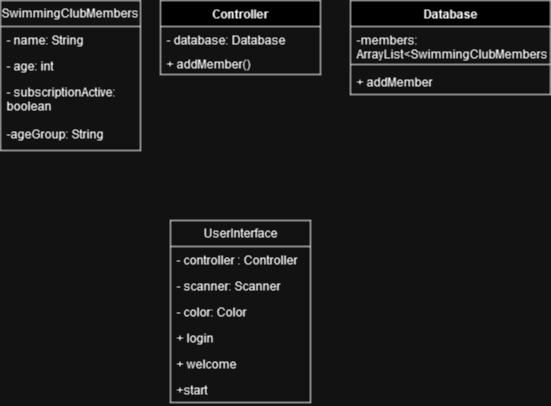 SwimmingClubMembers
- name: String
- age: int
- subscriptionActive:
boolean
-ageGroup: String
Controller
- database: Database
+ addMember()
Database
-members:
ArrayList<SwimmingClubMembers
+ addMember
UserInterface
- controller : Controller
- scanner: Scanner
- color: Color
+ login
+ welcome
+start